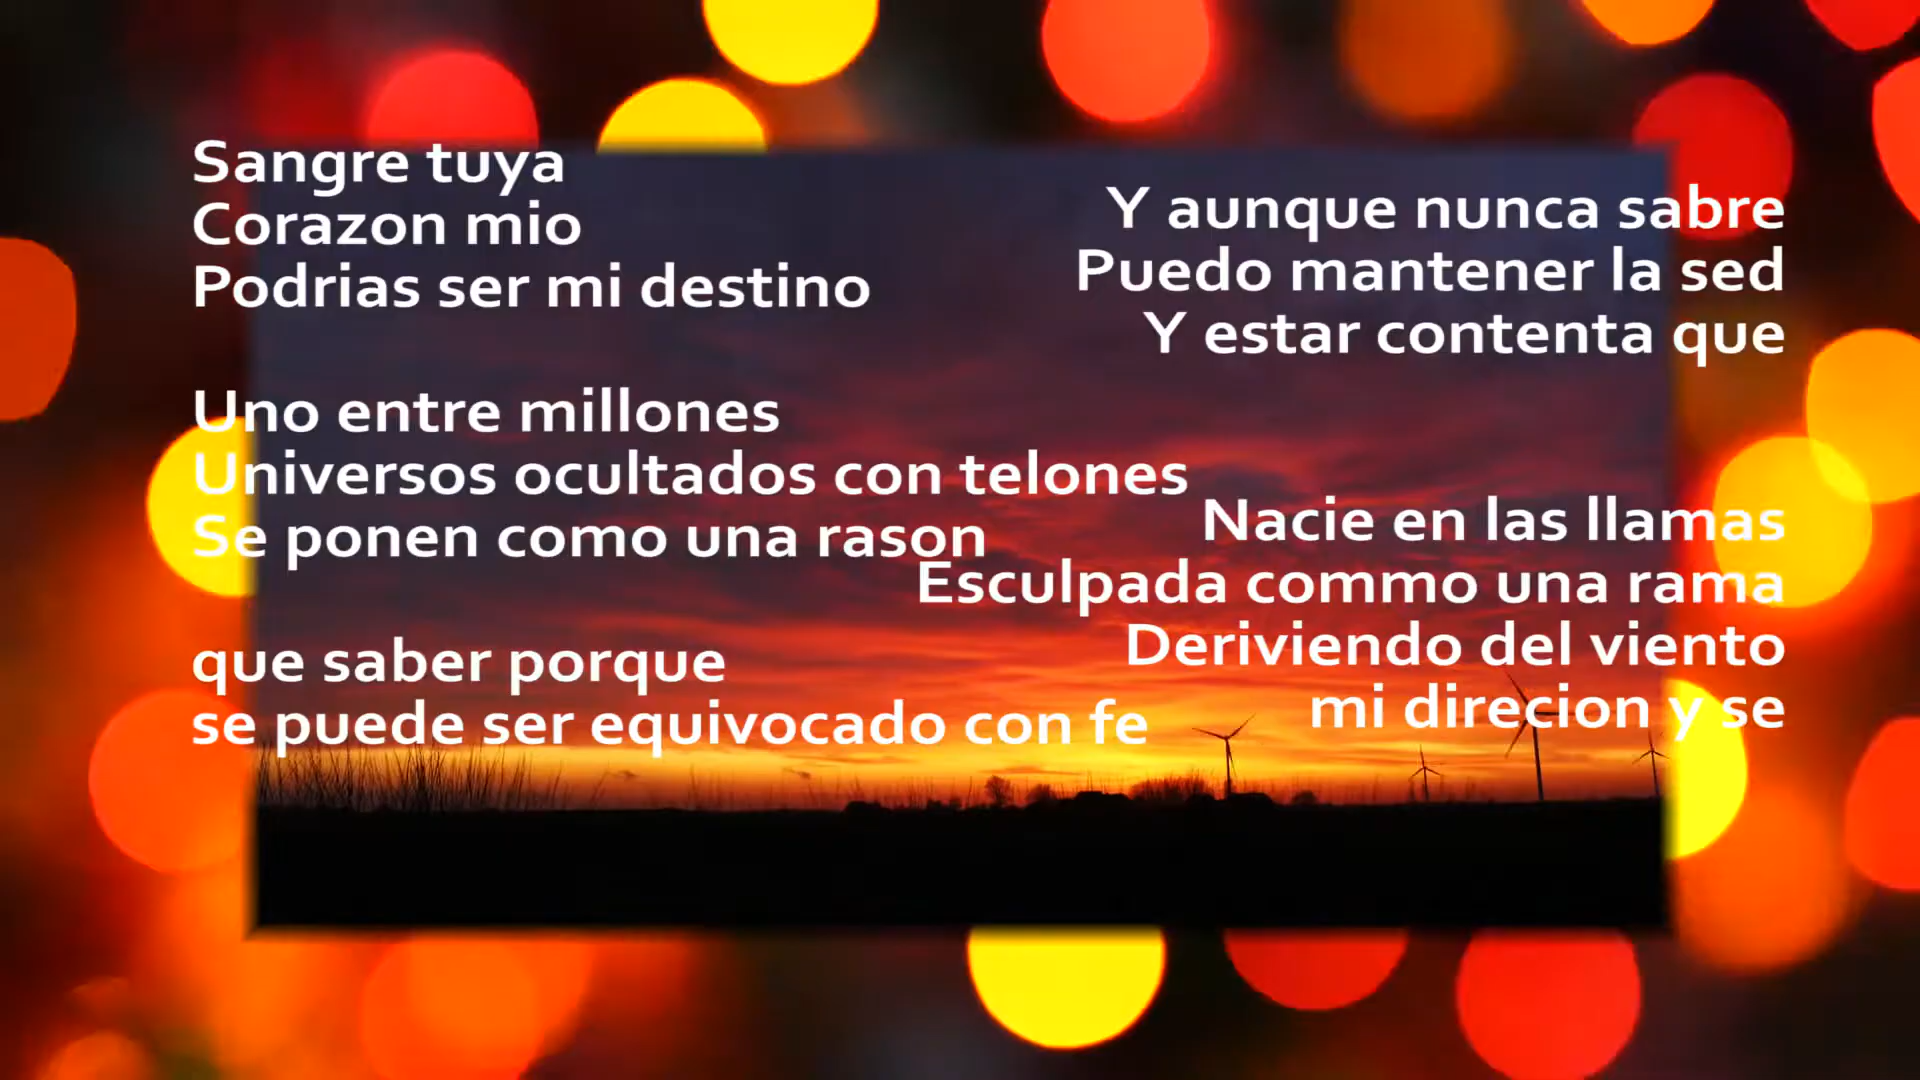 Sangre tuya
Corazon mio
Podrias ser mi destino
Uno entre millones
Universos ocultados con telones
Se ponen como una rason
que saber porque
se puede ser equivocado con fe
Y aunque nunca sabre
Puedo mantener la sed
Y estar contenta que
Nacie en las llamas
Esculpada commo una rama
Deriviendo del viento
mi direcion y se